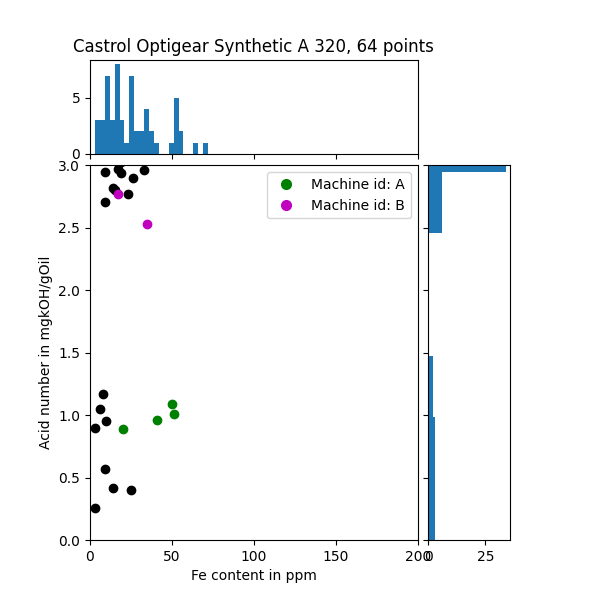 Castrol Optigear Synthetic A 320, 64 points
5
0
3.0
2.5
2.0
1.5
1.0
0.5
0.0
Acid number in mgkOH/gOil
Machine id: A
Machine id: B
0 50 100 150 200
Fe content in ppm
0 25